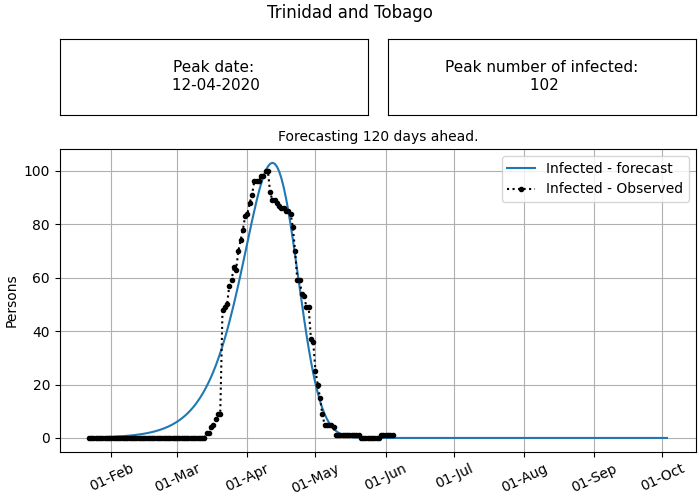 Trinidad and Tobago
Peak date:
12-04-2020
Peak number of infected:
102
Forecasting 120 days ahead.
Infected - forecast
Infected - Observed
100
80
60
40
20
0
Persons
01-Feb
01-Mar
01-Apr
01-May
01-Jun
01-Jul
01-Aug
01-Sep
01-Oct